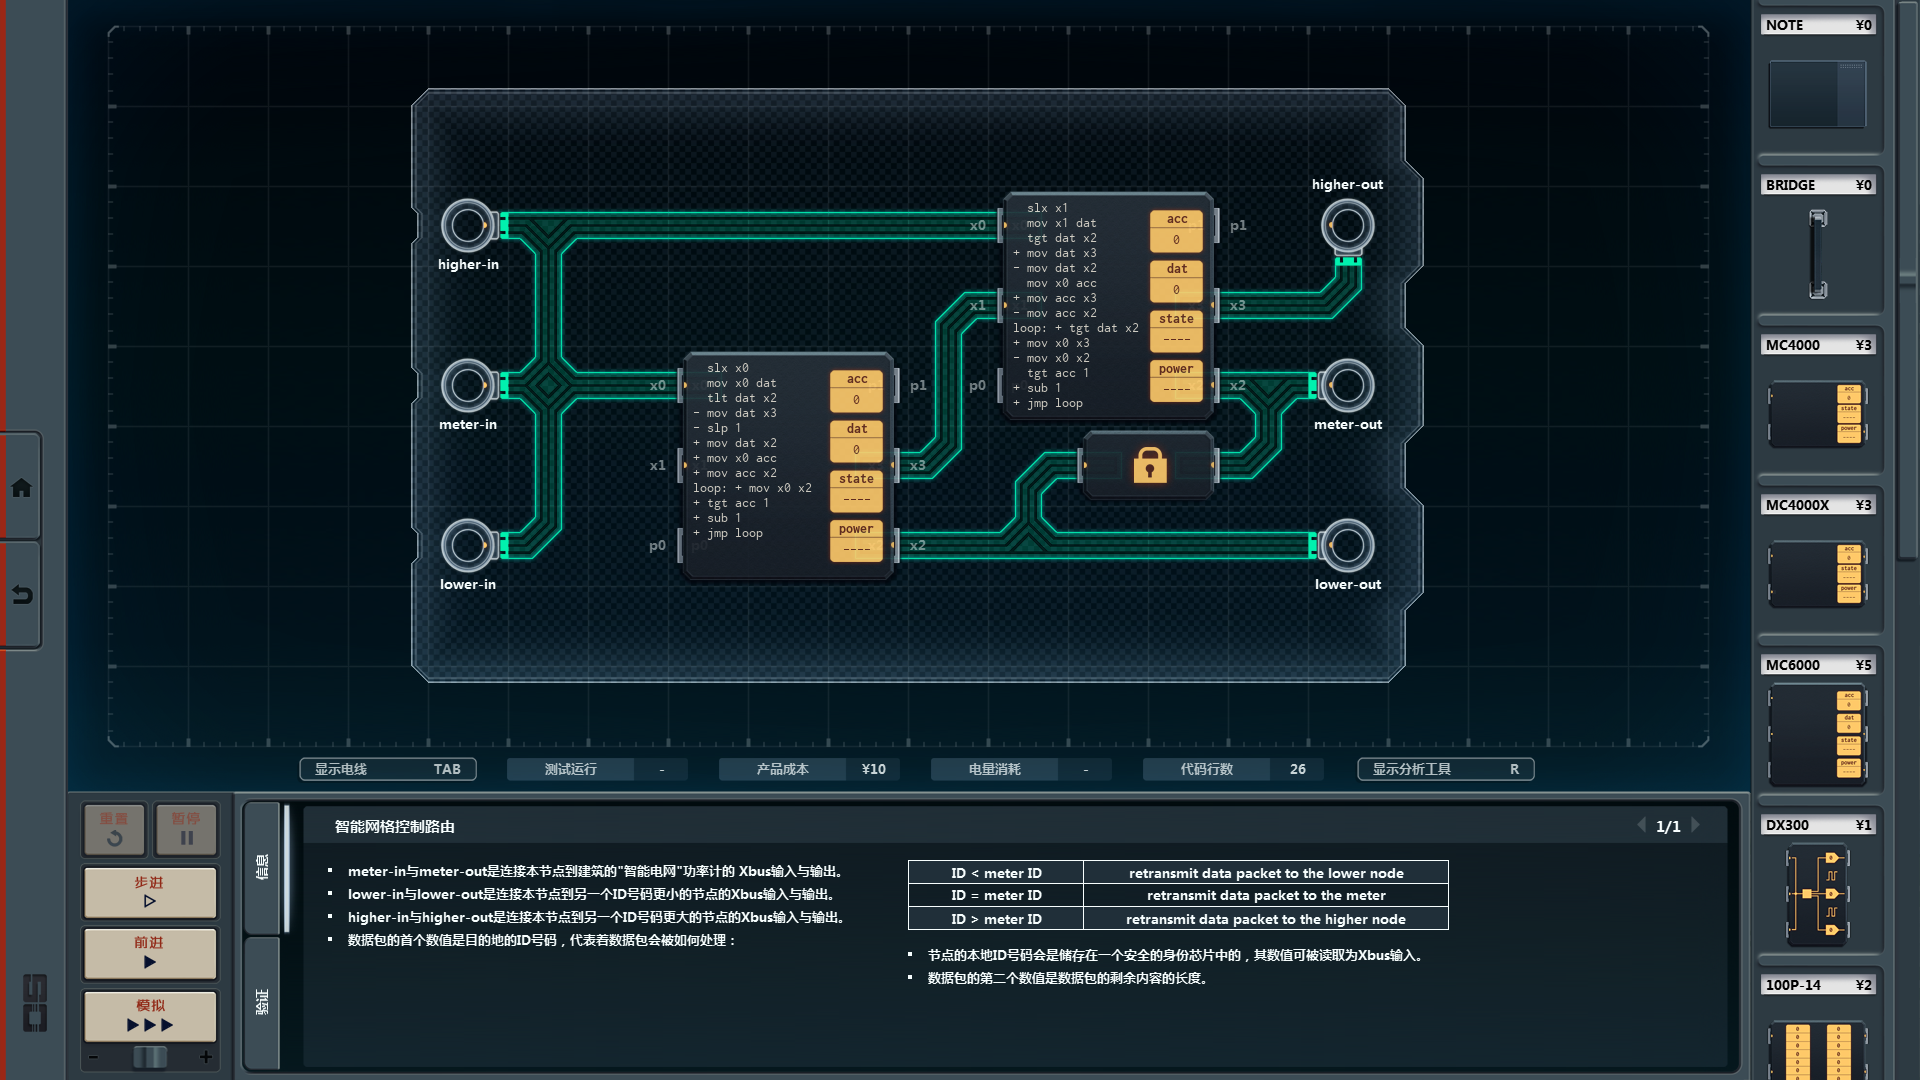 NOTE ¥0
BRIDGE ¥0
MC4000 ¥3
MC4000X ¥3
MC6000 ¥5
acc
0
dat
0
state
----
power
----
DX300 ¥1
100P-14 ¥2
higher-in
meter-in
lower-in
higher-out
meter-out
lower-out
x0
x1
p0
p1
x3
x2
slx x1
mov x1 dat
tgt dat x2
+ mov dat x3
- mov dat x2
mov x0 acc
+ mov acc x3
- mov acc x2
loop: + tgt dat x2
+ mov x0 x3
- mov x0 x2
tgt acc 1
+ sub 1
+ jmp loop
acc
0
dat
0
state
----
power
----
x0
x1
p0
p1
x3
x2
slx x0
mov x0 dat
tlt dat x2
- mov dat x3
- slp 1
+ mov dat x2
+ mov x0 acc
+ mov acc x2
loop: + mov x0 x2
+ tgt acc 1
+ sub 1
+ jmp loop
acc
0
dat
0
state
----
power
----
显示电线 TAB
测试运行 -
产品成本 ¥10
电量消耗 -
代码行数 26
显示分析工具 R
重置
暂停
步进
前进
模拟
- +
信息
验证
智能网格控制路由
1/1
meter-in与meter-out是连接本节点到建筑的"智能电网"功率计的 Xbus输入与输出。
lower-in与lower-out是连接本节点到另一个ID号码更小的节点的Xbus输入与输出。
higher-in与higher-out是连接本节点到另一个ID号码更大的节点的Xbus输入与输出。
数据包的首个数值是目的地的ID号码，代表着数据包会被如何处理：
ID < meter ID retransmit data packet to the lower node
ID = meter ID retransmit data packet to the meter
ID > meter ID retransmit data packet to the higher node
节点的本地ID号码会是储存在一个安全的身份芯片中的，其数值可被读取为Xbus输入。
数据包的第二个数值是数据包的剩余内容的长度。